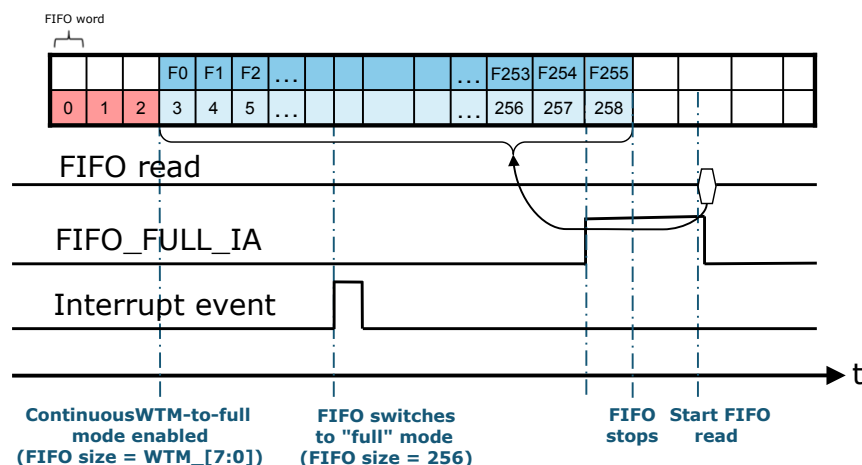 FIFO word
F0 F1 F2 ... ... F253 F254 F255
0 1 2 3 4 5 ... ... 256 257 258
FIFO read
FIFO_FULL_IA
Interrupt event
t
ContinuousWTM-to-full
mode enabled
(FIFO size = WTM_[7:0])
FIFO switches
to "full" mode
(FIFO size = 256)
FIFO
stops
Start FIFO
read